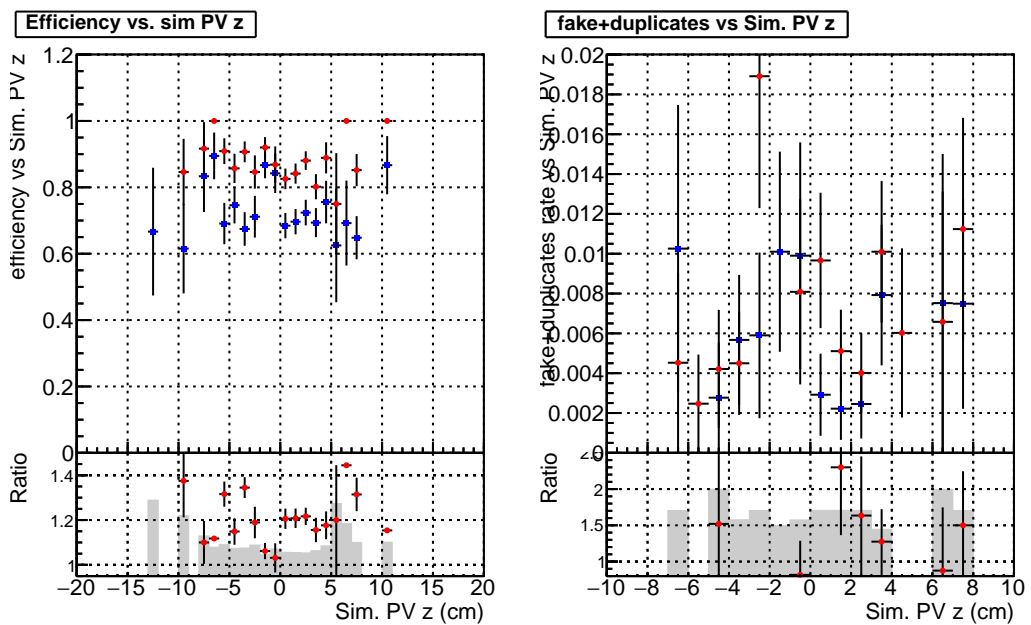 Efficiency vs. sim PV z
efficiency vs Sim. PV z
1.2
1
0.8
0.6
0.4
0.2
0
Ratio
1.4
1.2
1
−20 −15 −10 −5 0 5 10 15 20
Sim. PV z (cm)
fake+duplicates vs Sim. PV z
fake+duplicates rate vs Sim. PV z
0.02
0.018
0.016
0.014
0.012
0.01
0.008
0.006
0.004
0.002
0
Ratio
2
1.5
1
−10 −8 −6 −4 −2 0 2 4 6 8 10
Sim. PV z (cm)